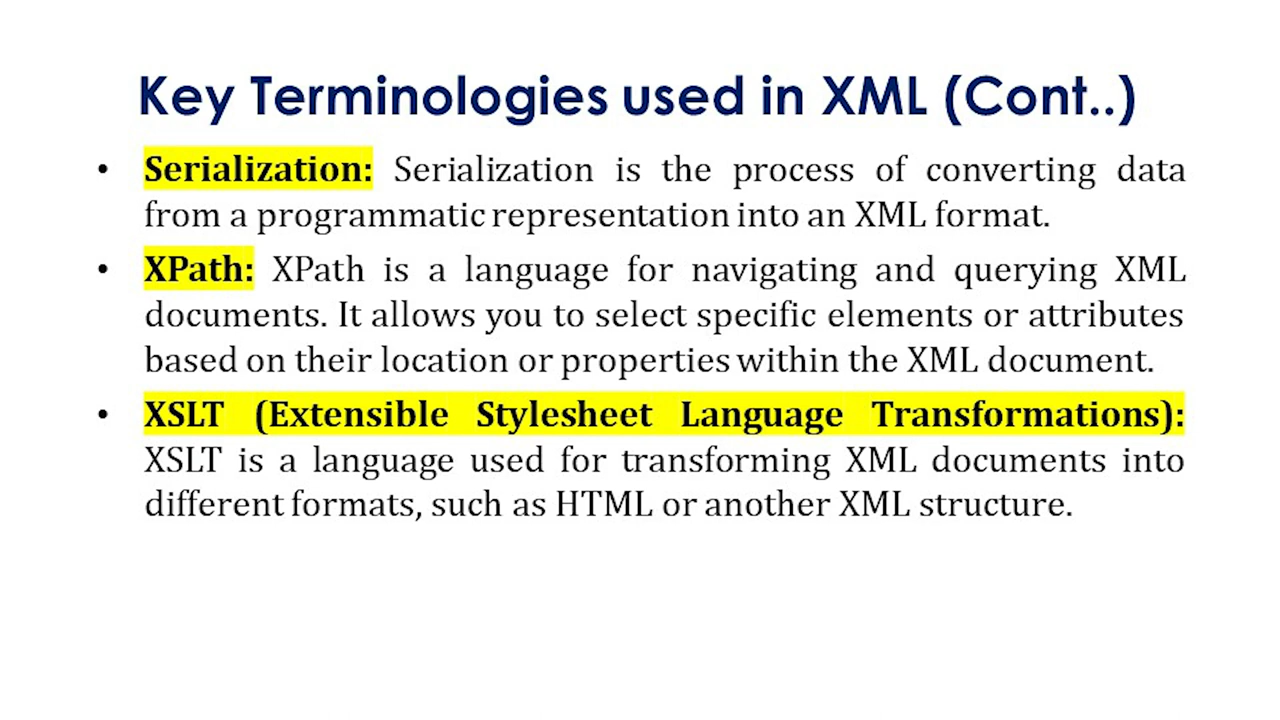 Key Terminologies used in XML (Cont..)
• Serialization: Serialization is the process of converting data
from a programmatic representation into an XML format.
• XPath: XPath is a language for navigating and querying XML
documents. It allows you to select specific elements or attributes
based on their location or properties within the XML document.
• XSLT (Extensible Stylesheet Language Transformations):
XSLT is a language used for transforming XML documents into
different formats, such as HTML or another XML structure.